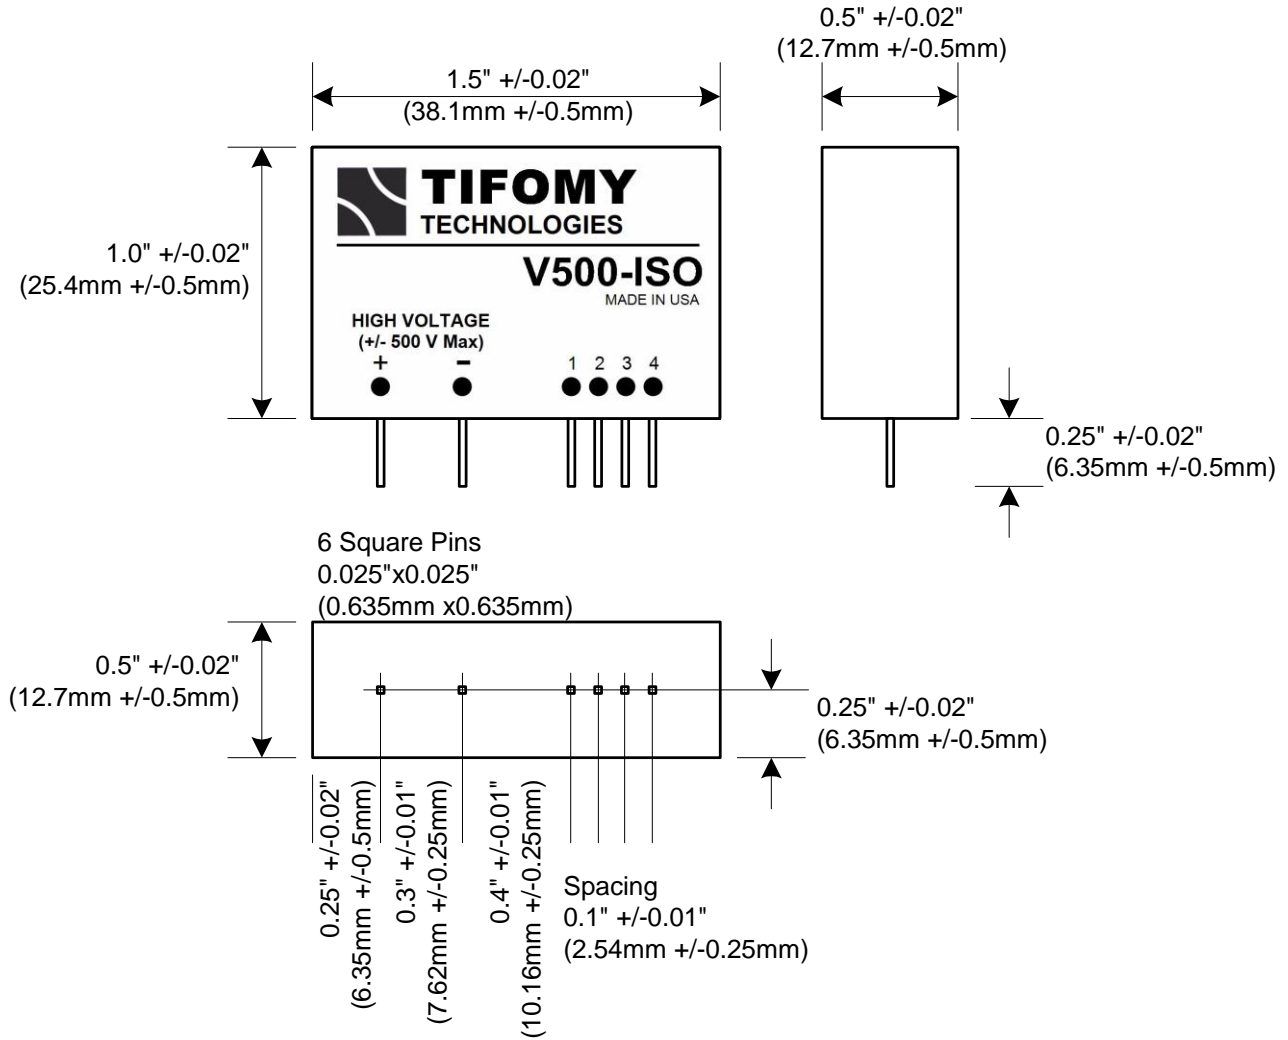 0.5" +/-0.02"
(12.7mm +/-0.5mm)
1.5" +/-0.02"
(38.1mm +/-0.5mm)
TIFOMY
TECHNOLOGIES
1.0" +/-0.02"
(25.4mm +/-0.5mm)
V500-ISO
MADE IN USA
HIGH VOLTAGE
(+/- 500 V Max)
+ − 1 2 3 4
0.25" +/-0.02"
(6.35mm +/-0.5mm)
6 Square Pins
0.025"x0.025"
(0.635mm x0.635mm)
0.5" +/-0.02"
(12.7mm +/-0.5mm)
0.25" +/-0.02"
(6.35mm +/-0.5mm)
0.25" +/-0.02"
(6.35mm +/-0.5mm)
0.3" +/-0.01"
(7.62mm +/-0.25mm)
0.4" +/-0.01"
(10.16mm +/-0.25mm)
Spacing
0.1" +/-0.01"
(2.54mm +/-0.25mm)